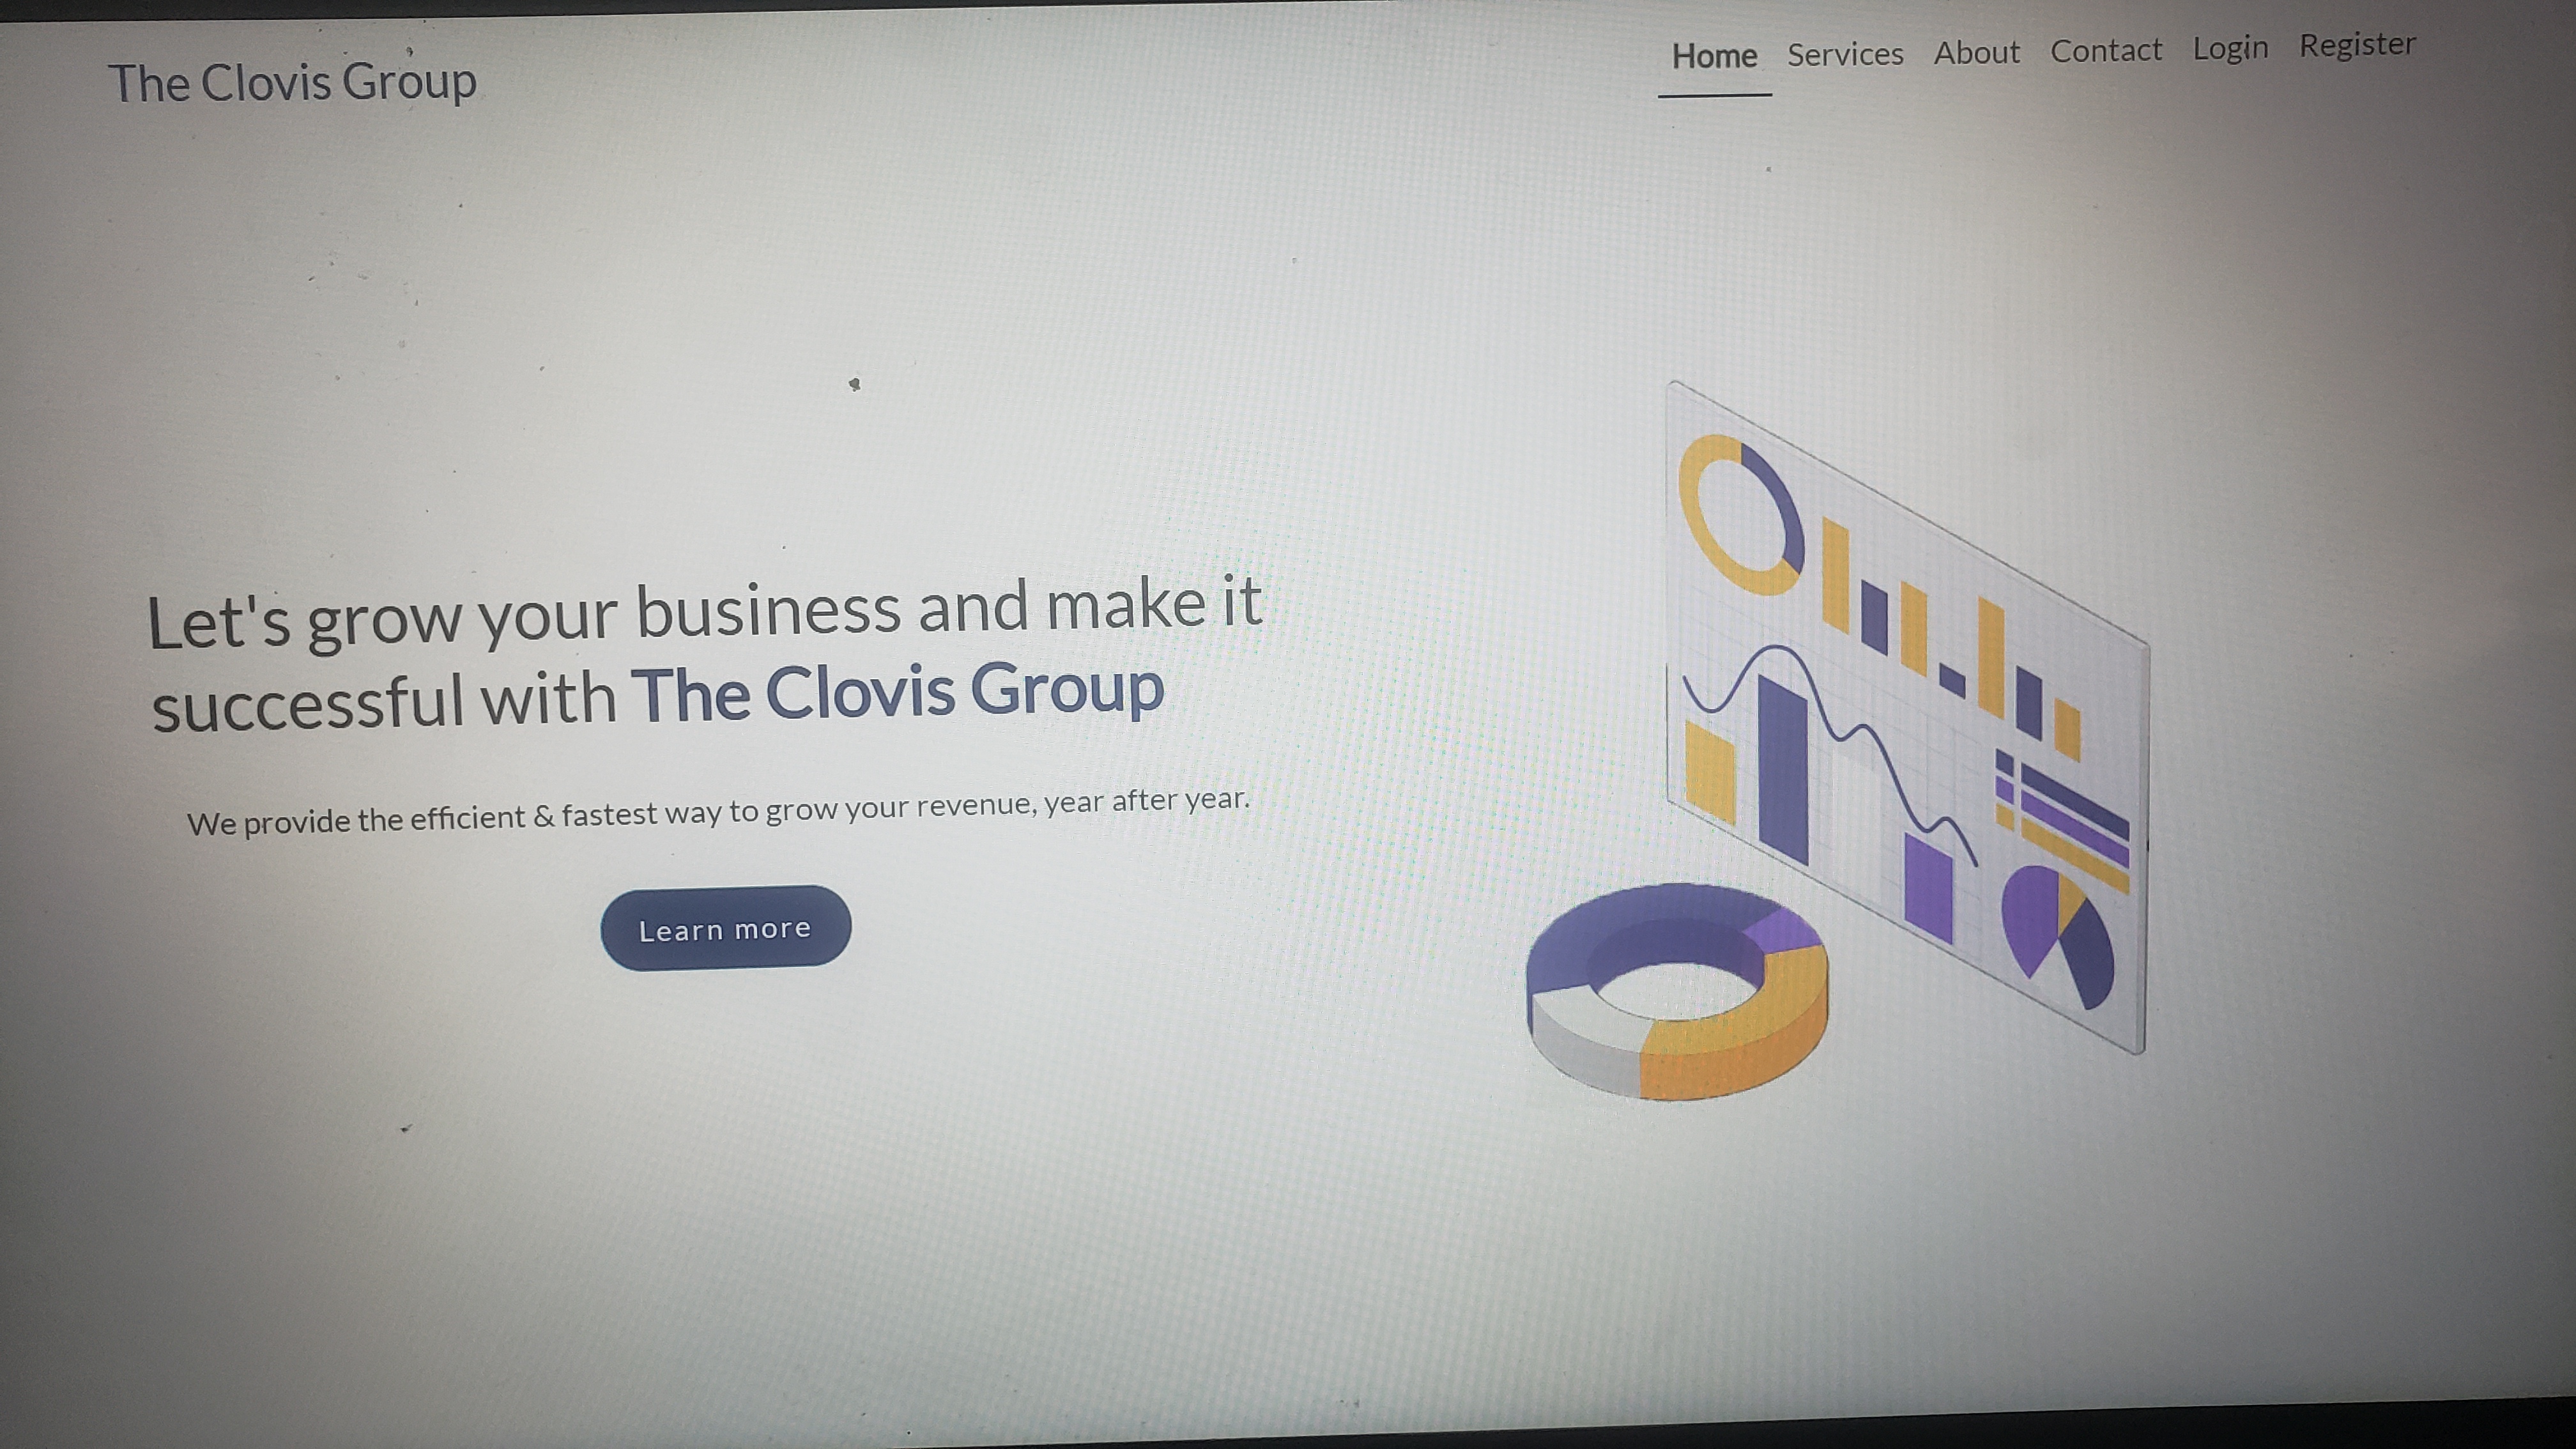 The Clovis Group
Home Services About Contact Login Register
Let's grow your business and make it
successful with The Clovis Group
We provide the efficient & fastest way to grow your revenue, year after year.
Learn more